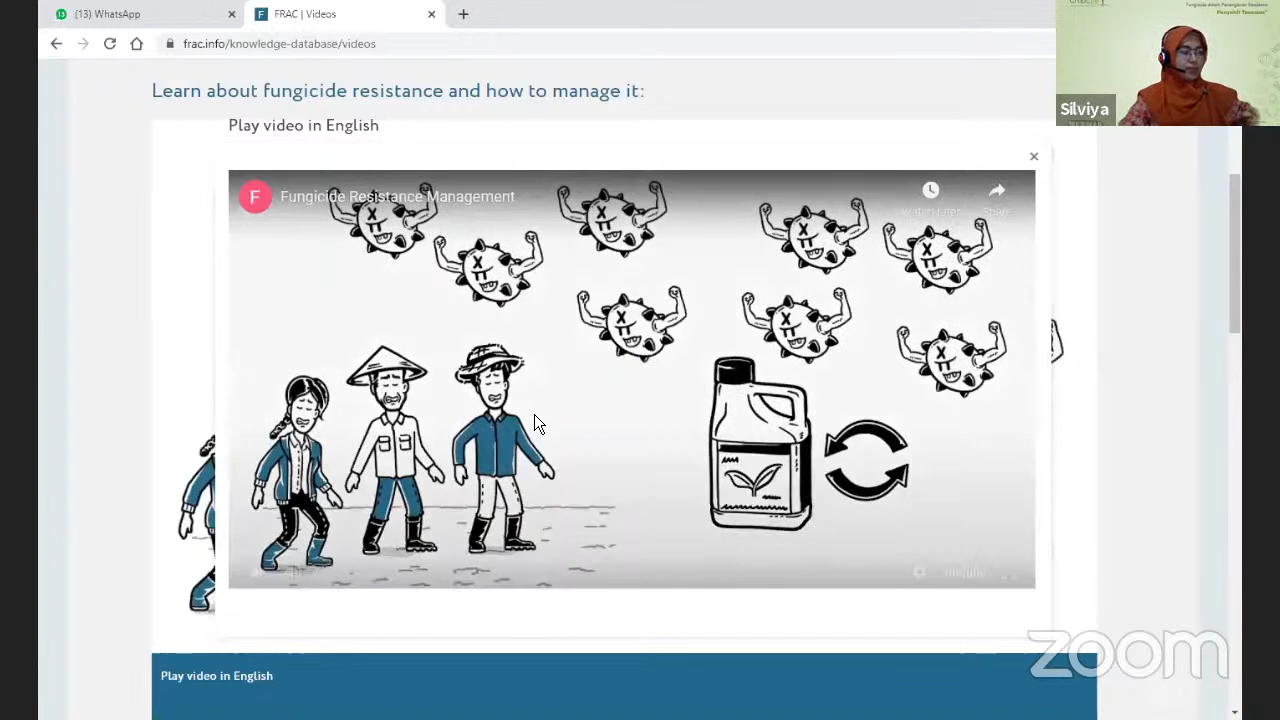 (13) WhatsApp
FRAC | Videos
frac.info/knowledge-database/videos
Learn about fungicide resistance and how to manage it:
Play video in English
F
Fungicide Resistance Management
Watch later
Share
Silviya
Play video in English
zoom